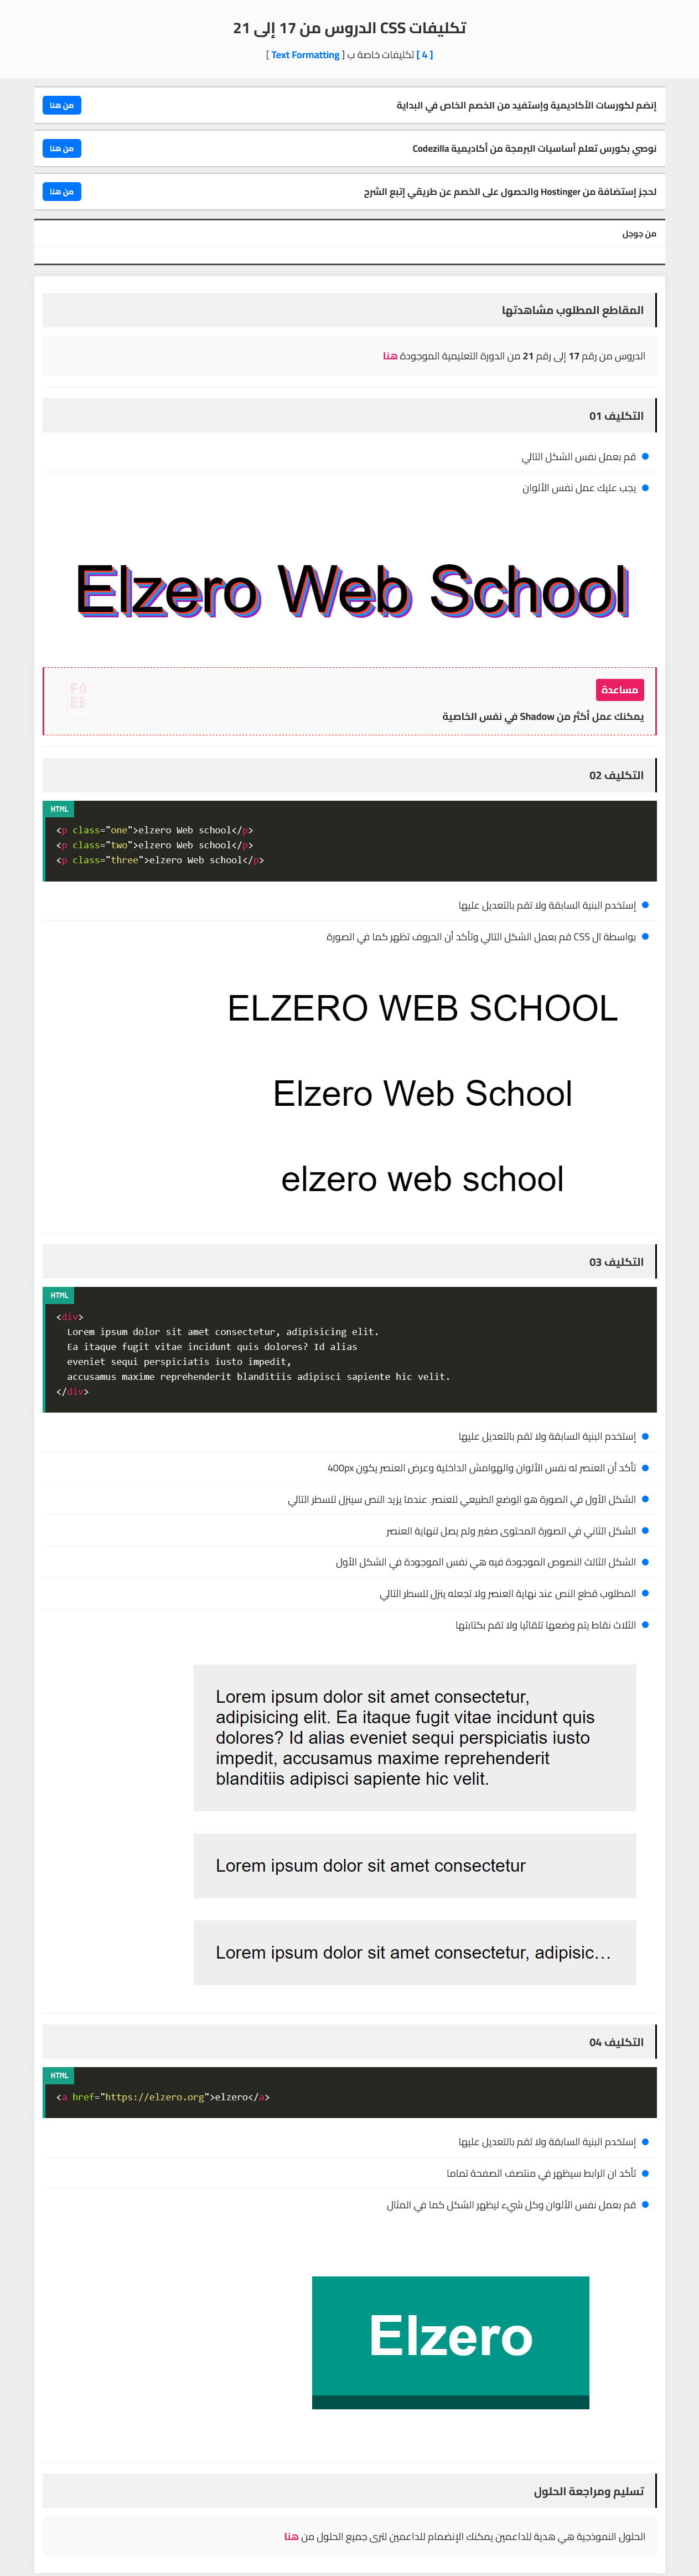 تكليفات CSS الدروس من 17 إلى 21
[ 4 ] تكليفات خاصة ب [ Text Formatting ]
إنضم لكورسات الأكاديمية وإستفيد من الخصم الخاص في البداية
من هنا
نوصي بكورس تعلم أساسيات البرمجة من أكاديمية Codezilla
من هنا
لحجز إستضافة من Hostinger والحصول على الخصم عن طريقي إتبع الشرح
من هنا
من جوجل
المقاطع المطلوب مشاهدتها
الدروس من رقم 17 إلى رقم 21 من الدورة التعليمية الموجودة هنا
التكليف 01
قم بعمل نفس الشكل التالي
يجب عليك عمل نفس الألوان
Elzero Web School
مساعدة
يمكنك عمل أكثر من Shadow في نفس الخاصية
التكليف 02
HTML
<p class="one">elzero Web school</p>
<p class="two">elzero Web school</p>
<p class="three">elzero Web school</p>
إستخدم البنية السابقة ولا تقم بالتعديل عليها
بواسطة ال CSS قم بعمل الشكل التالي وتأكد أن الحروف تظهر كما في الصورة
ELZERO WEB SCHOOL
Elzero Web School
elzero web school
التكليف 03
HTML
<div>
Lorem ipsum dolor sit amet consectetur, adipisicing elit.
Ea itaque fugit vitae incidunt quis dolores? Id alias
eveniet sequi perspiciatis iusto impedit,
accusamus maxime reprehenderit blanditiis adipisci sapiente hic velit.
</div>
إستخدم البنية السابقة ولا تقم بالتعديل عليها
تأكد أن العنصر له نفس الألوان والهوامش الداخلية وعرض العنصر يكون 400px
الشكل الأول في الصورة هو الوضع الطبيعي للعنصر. عندما يزيد النص سينزل للسطر التالي
الشكل الثاني في الصورة المحتوى صغير ولم يصل لنهاية العنصر
الشكل الثالث النصوص الموجودة فيه هي نفس الموجودة في الشكل الأول
المطلوب قطع النص عند نهاية العنصر ولا تجعله ينزل للسطر التالي
الثلاث نقاط يتم وضعها تلقائيا ولا تقم بكتابتها
Lorem ipsum dolor sit amet consectetur,
adipisicing elit. Ea itaque fugit vitae incidunt quis
dolores? Id alias eveniet sequi perspiciatis iusto
impedit, accusamus maxime reprehenderit
blanditiis adipisci sapiente hic velit.
Lorem ipsum dolor sit amet consectetur
Lorem ipsum dolor sit amet consectetur, adipisic...
التكليف 04
HTML
<a href="https://elzero.org">elzero</a>
إستخدم البنية السابقة ولا تقم بالتعديل عليها
تأكد ان الرابط سيظهر في منتصف الصفحة تماما
قم بعمل نفس الألوان وكل شيء ليظهر الشكل كما في المثال
Elzero
تسليم ومراجعة الحلول
الحلول النموذجية هي هدية للداعمين يمكنك الإنضمام للداعمين لترى جميع الحلول من هنا